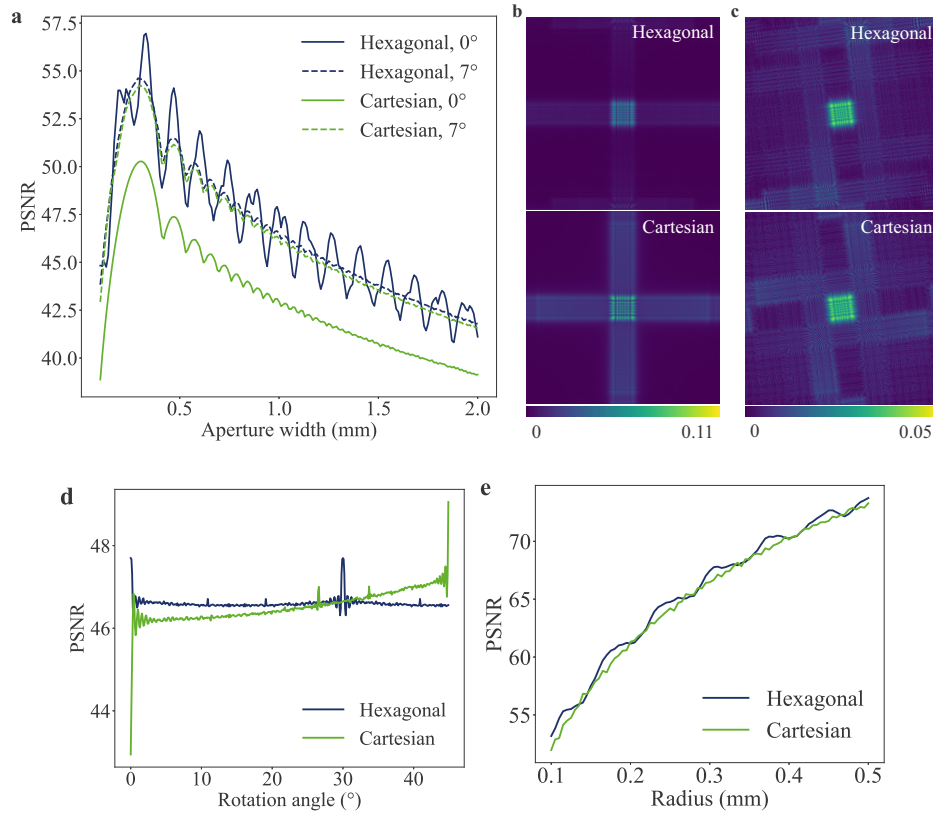 a
57.5
55.0
52.5
50.0
47.5
45.0
42.5
40.0
PSNR
Hexagonal, 0°
Hexagonal, 7°
Cartesian, 0°
Cartesian, 7°
0.5
1.0
1.5
2.0
Aperture width (mm)
b
Hexagonal
Cartesian
0
0.11
c
Hexagonal
Cartesian
0
0.05
d
48
46
44
PSNR
Hexagonal
Cartesian
0
10
20
30
40
Rotation angle (°)
e
70
65
60
55
PSNR
Hexagonal
Cartesian
0.1
0.2
0.3
0.4
0.5
Radius (mm)